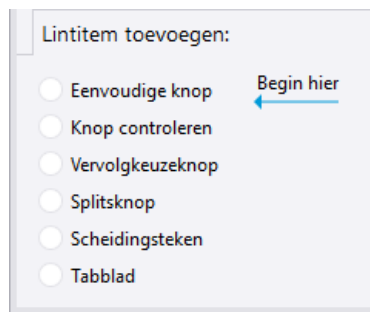 Lintitem toevoegen:
Eenvoudige knop
Begin hier
Knop controleren
Vervolgkeuzeknop
Splitsknop
Scheidingsteken
Tabblad